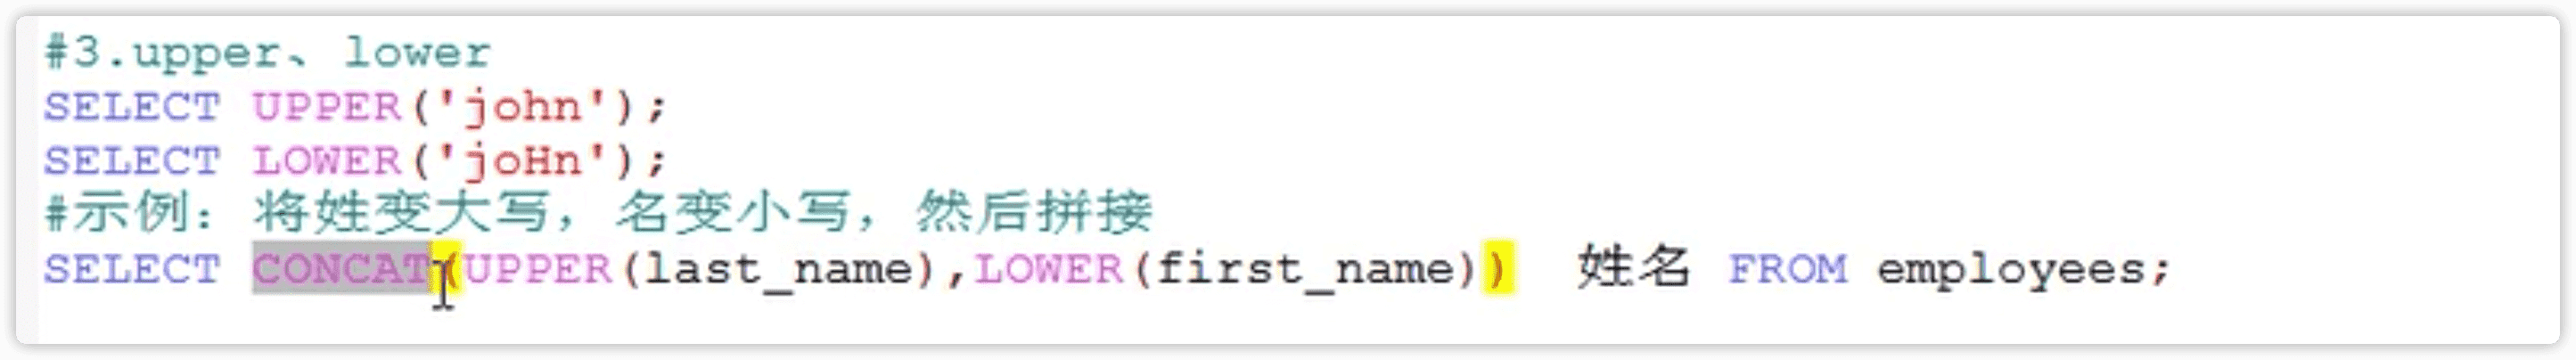 #3.upper、lower
SELECT UPPER('john');
SELECT LOWER('joHn');
#示例：将姓变大写，名变小写，然后拼接
SELECT CONCAT(UPPER(last_name),LOWER(first_name))  姓名 FROM employees;